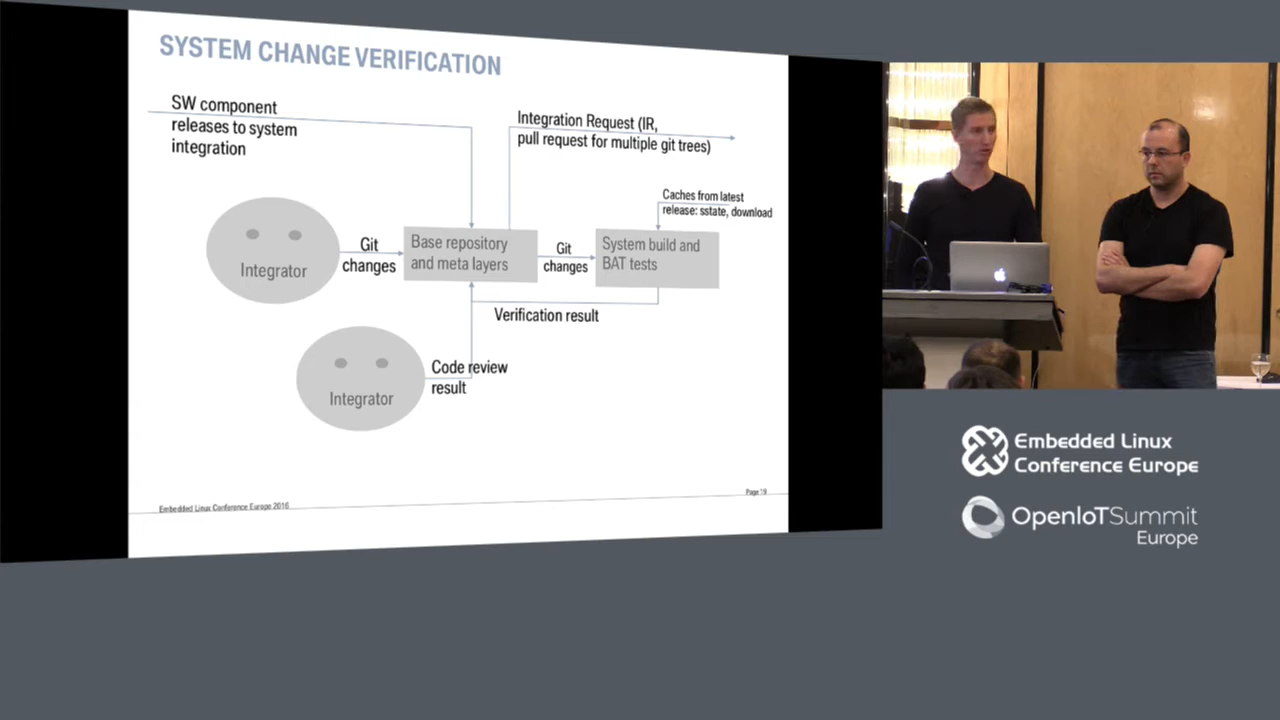 SYSTEM CHANGE VERIFICATION
SW component
releases to system
integration
Integration Request (IR,
pull request for multiple git trees)
Caches from latest
release: sstate, download
Integrator
Git
changes
Base repository
and meta layers
Git
changes
System build and
BAT tests
Verification result
Integrator
Code review
result
Embedded Linux Conference Europe 2016
Page 19
Embedded Linux
Conference Europe
OpenIoTSummit
Europe